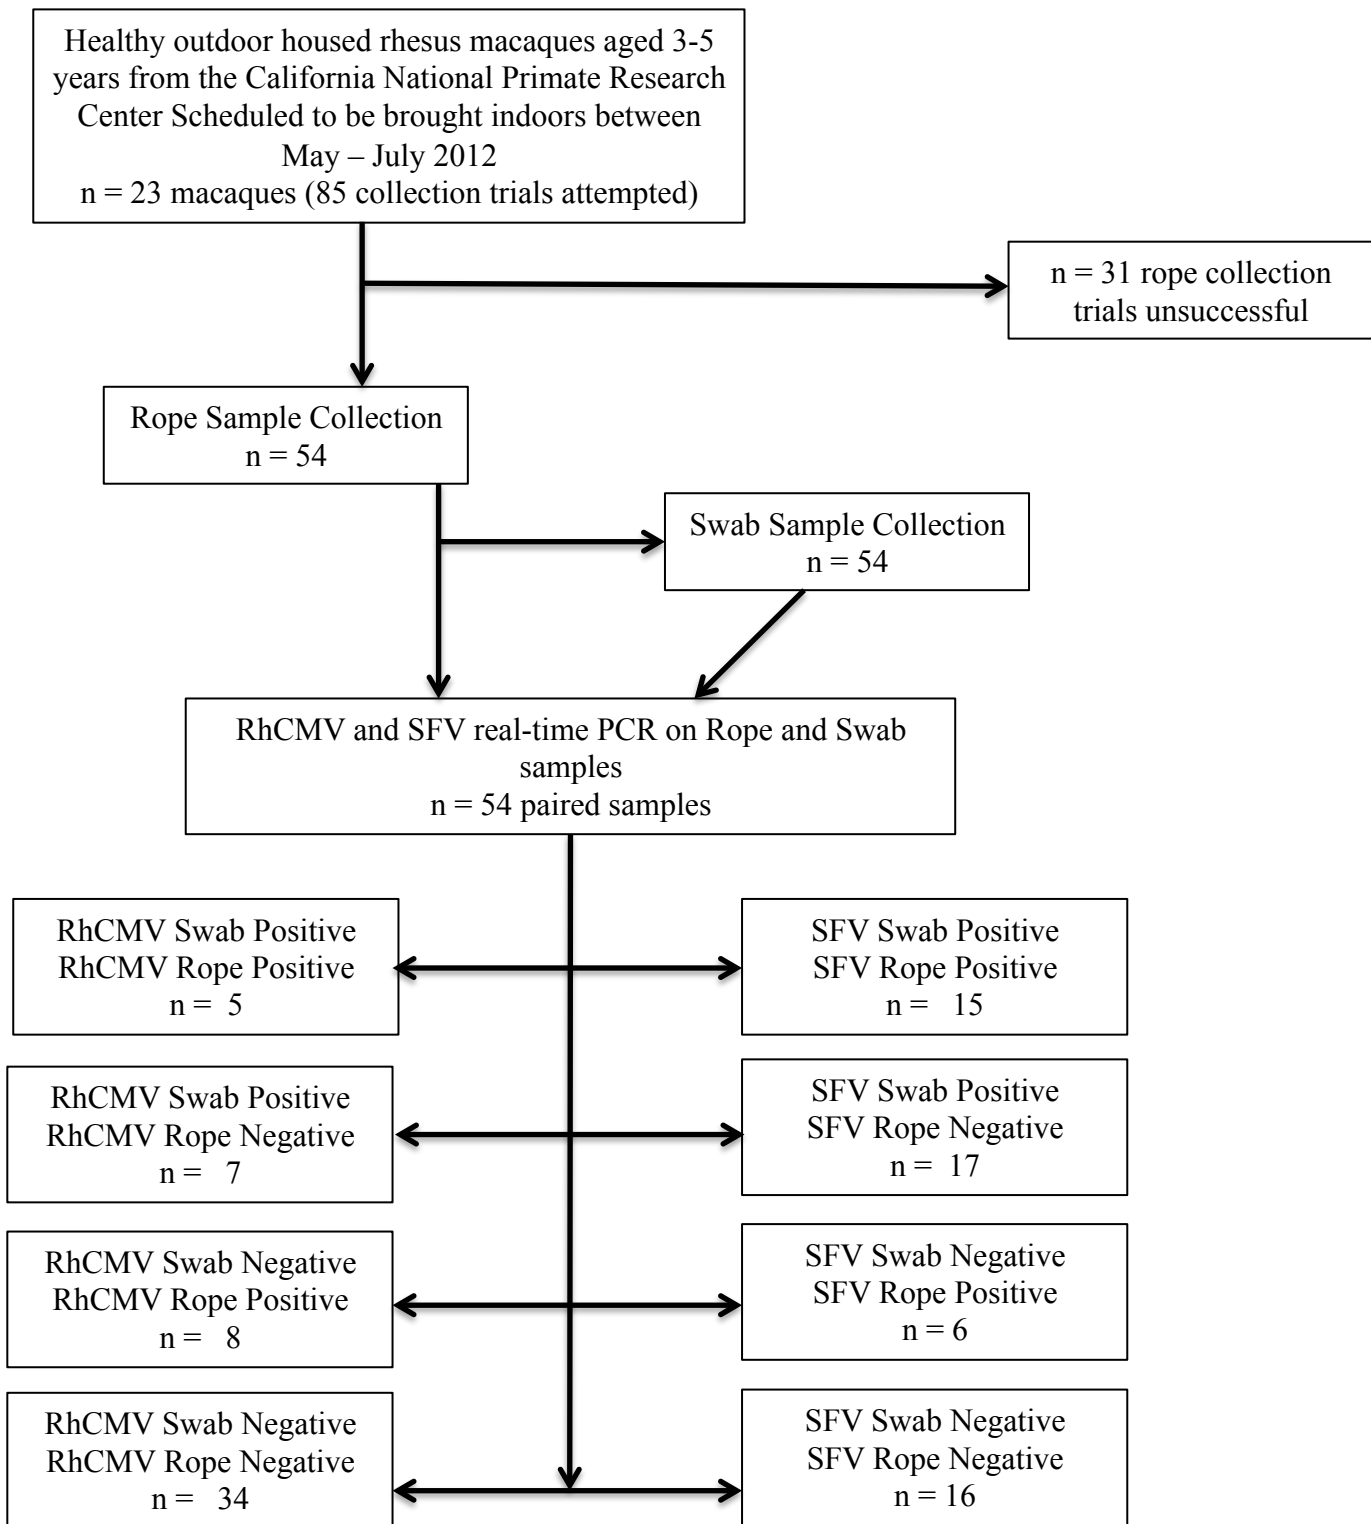 Healthy outdoor housed rhesus macaques aged 3-5
years from the California National Primate Research
Center Scheduled to be brought indoors between
May – July 2012
n = 23 macaques (85 collection trials attempted)
n = 31 rope collection
trials unsuccessful
Rope Sample Collection
n = 54
Swab Sample Collection
n = 54
RhCMV and SFV real-time PCR on Rope and Swab
samples
n = 54 paired samples
RhCMV Swab Positive
RhCMV Rope Positive
n = 5
SFV Swab Positive
SFV Rope Positive
n = 15
RhCMV Swab Positive
RhCMV Rope Negative
n = 7
SFV Swab Positive
SFV Rope Negative
n = 17
RhCMV Swab Negative
RhCMV Rope Positive
n = 8
SFV Swab Negative
SFV Rope Positive
n = 6
RhCMV Swab Negative
RhCMV Rope Negative
n = 34
SFV Swab Negative
SFV Rope Negative
n = 16